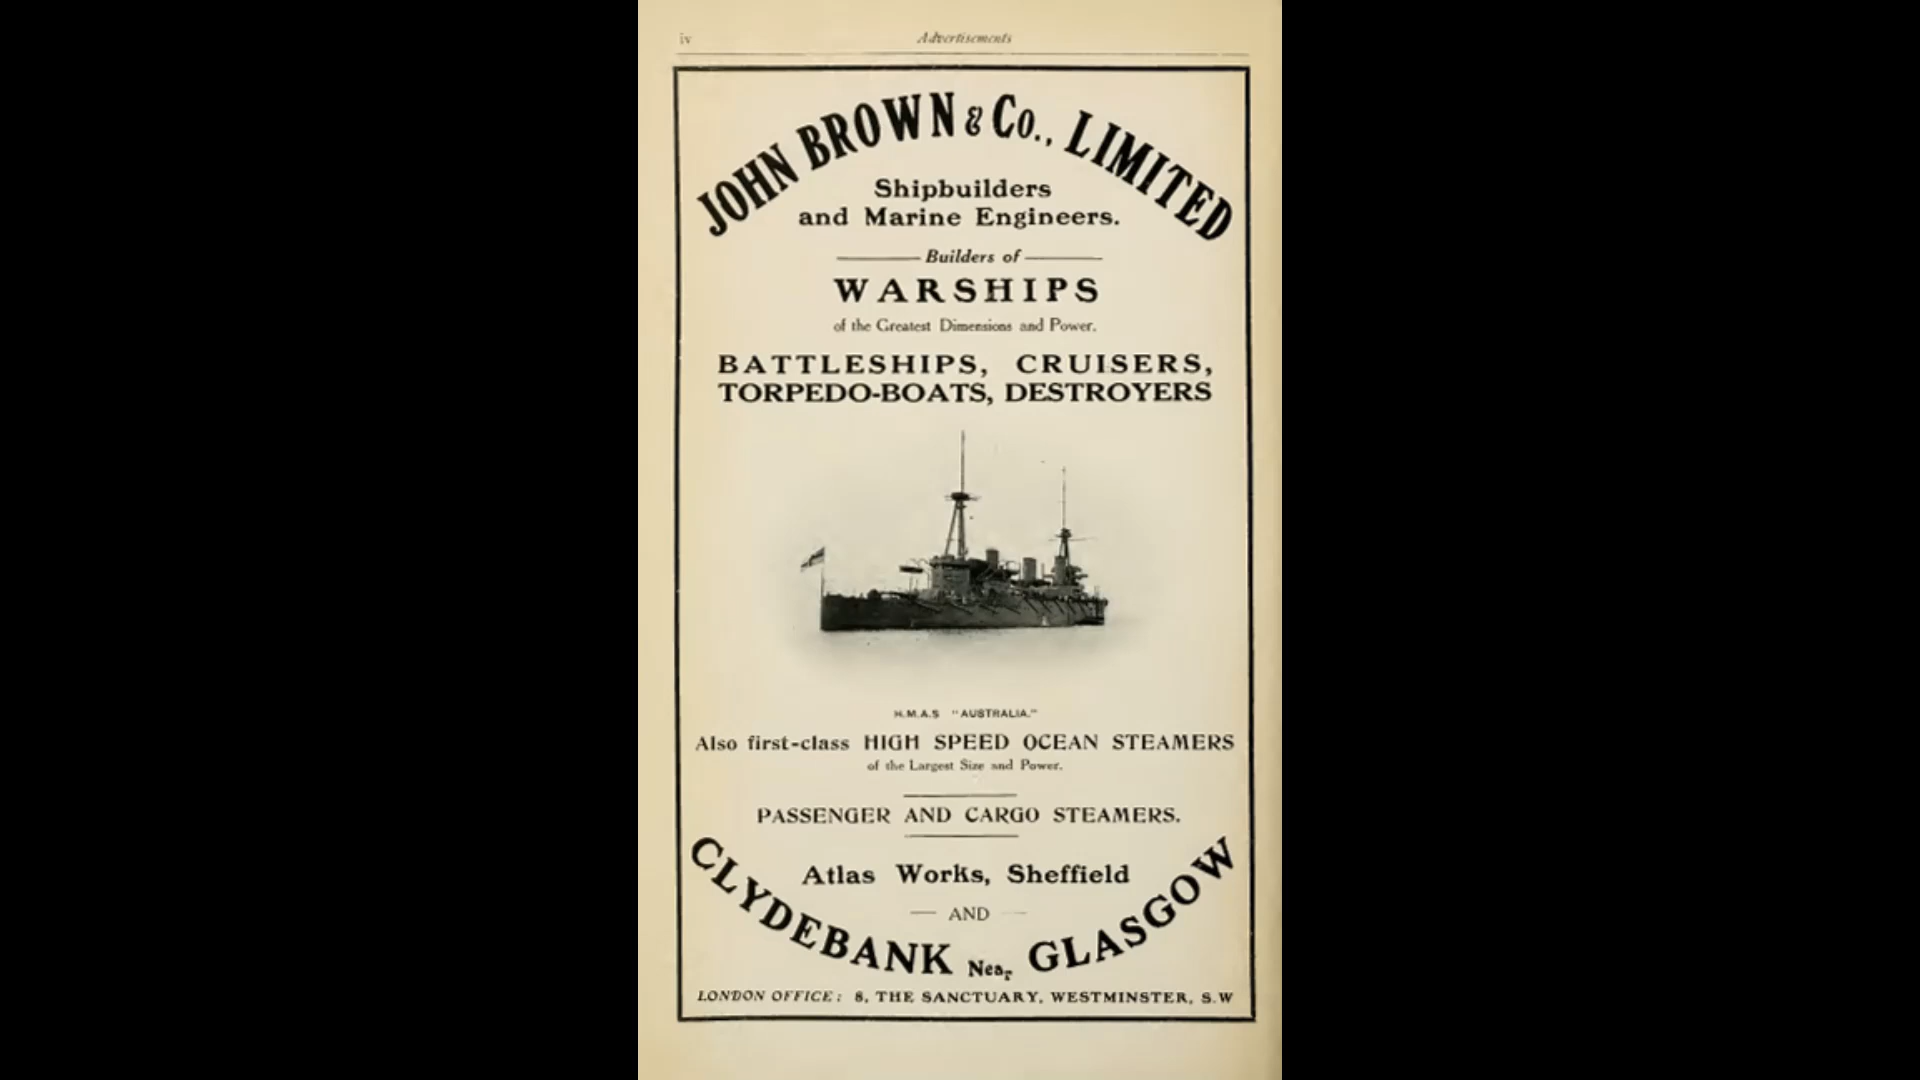 iv
Advertisements
JOHN BROWN & Co., LIMITED
Shipbuilders
and Marine Engineers.
Builders of
WARSHIPS
of the Greatest Dimensions and Power.
BATTLESHIPS, CRUISERS,
TORPEDO-BOATS, DESTROYERS
H.M.A.S "AUSTRALIA."
Also first-class HIGH SPEED OCEAN STEAMERS
of the Largest Size and Power.
PASSENGER AND CARGO STEAMERS.
Atlas Works, Sheffield
AND
CLYDEBANK Near GLASGOW
LONDON OFFICE: 8, THE SANCTUARY, WESTMINSTER, S.W